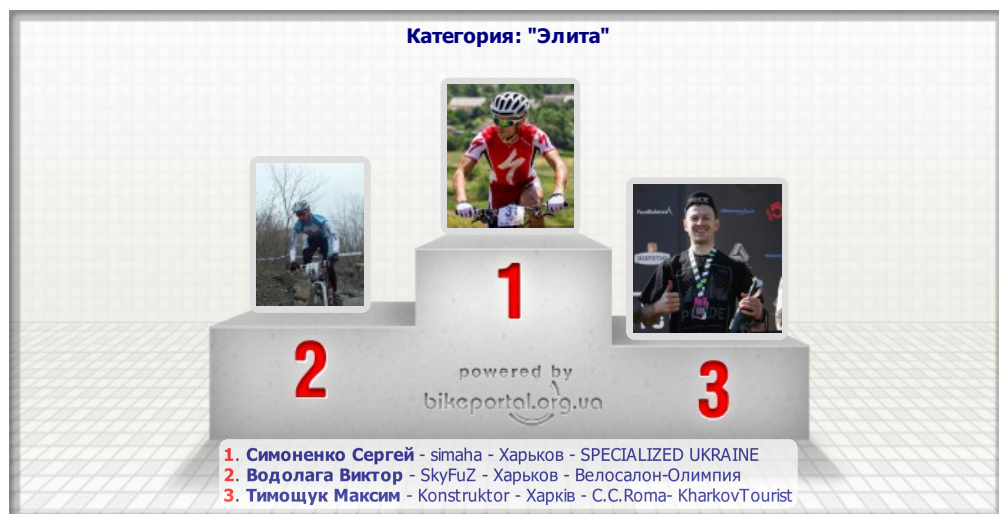 Категория: "Элита"
1
2
3
powered by
bikeportal.org.ua
1. Симоненко Сергей - simaha - Харьков - SPECIALIZED UKRAINE
2. Водолага Виктор - SkyFuZ - Харьков - Велосалон-Олимпия
3. Тимощук Максим - Konstruktor - Харків - C.C.Roma- KharkovTourist